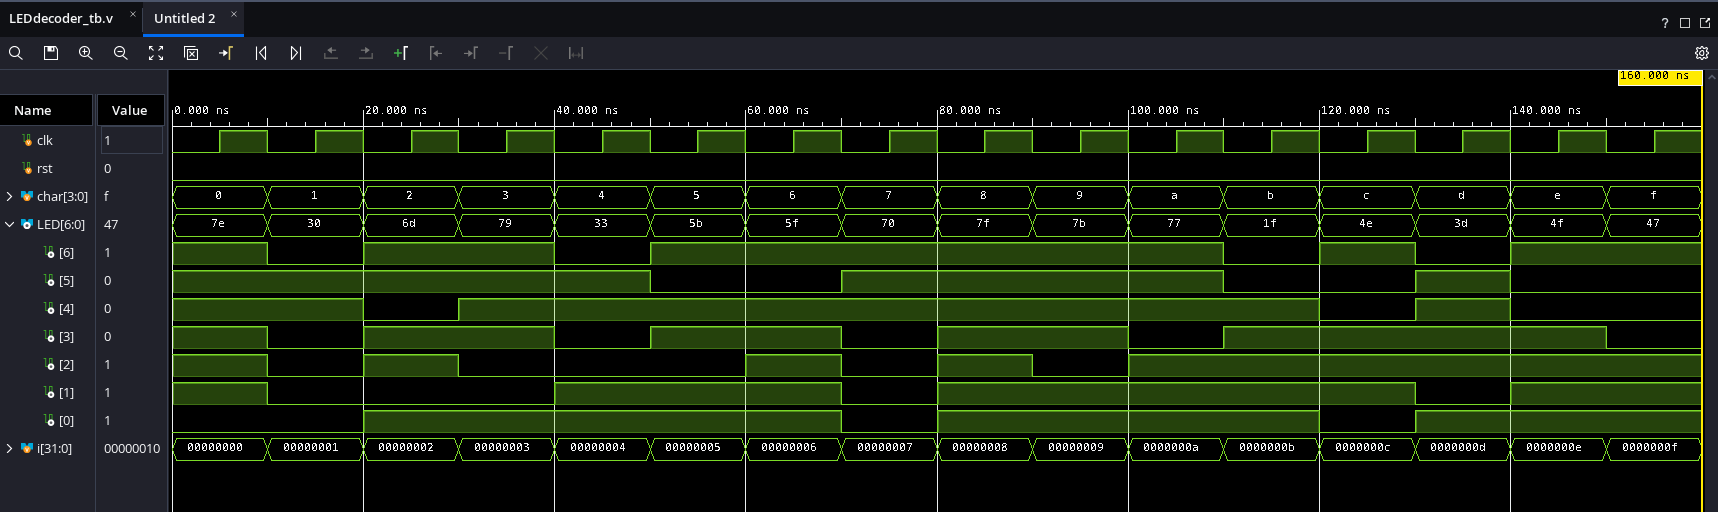 LEDdecoder_tb.v × Untitled 2 ×
?
160.000 ns
Name Value 0.000 ns 20.000 ns 40.000 ns 60.000 ns 80.000 ns 100.000 ns 120.000 ns 140.000 ns
clk 1
rst 0
char[3:0] f 0 1 2 3 4 5 6 7 8 9 a b c d e f
LED[6:0] 47 7e 30 6d 79 33 5b 5f 70 7f 7b 77 1f 4e 3d 4f 47
[6] 1
[5] 0
[4] 0
[3] 0
[2] 1
[1] 1
[0] 1
i[31:0] 00000010 00000000 00000001 00000002 00000003 00000004 00000005 00000006 00000007 00000008 00000009 0000000a 0000000b 0000000c 0000000d 0000000e 0000000f